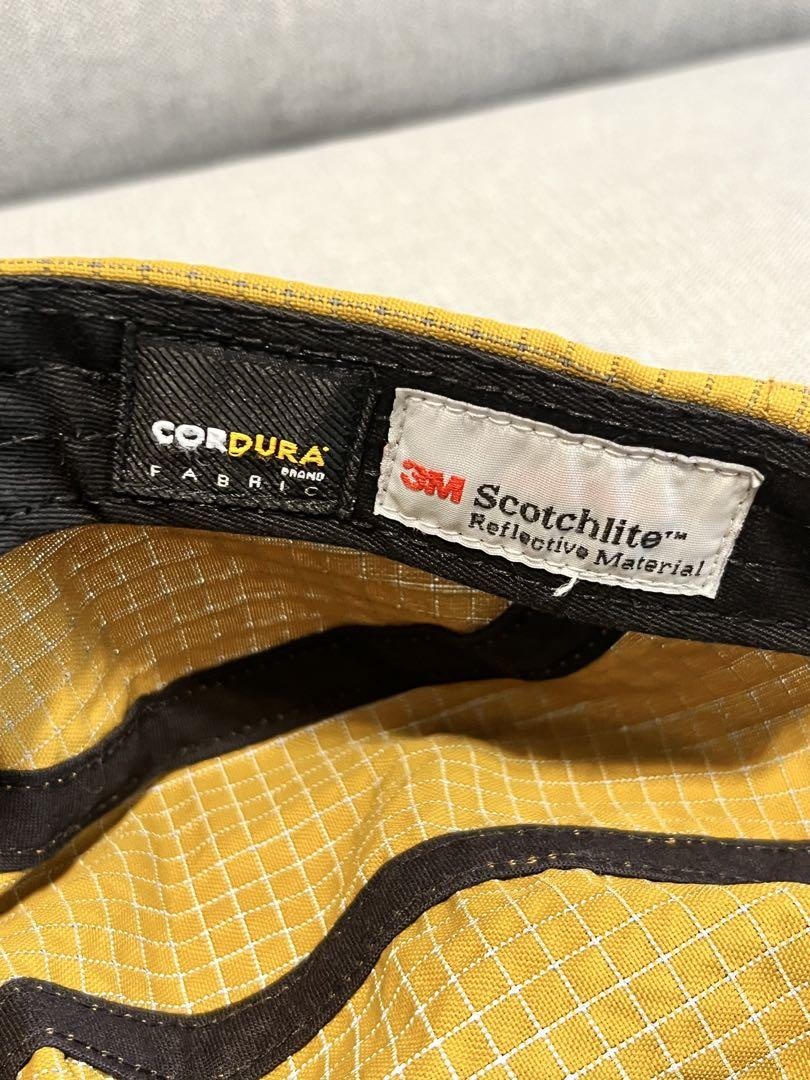 CORDURA®
BRAND
FABRIC
3M Scotchlite™
Reflective Material